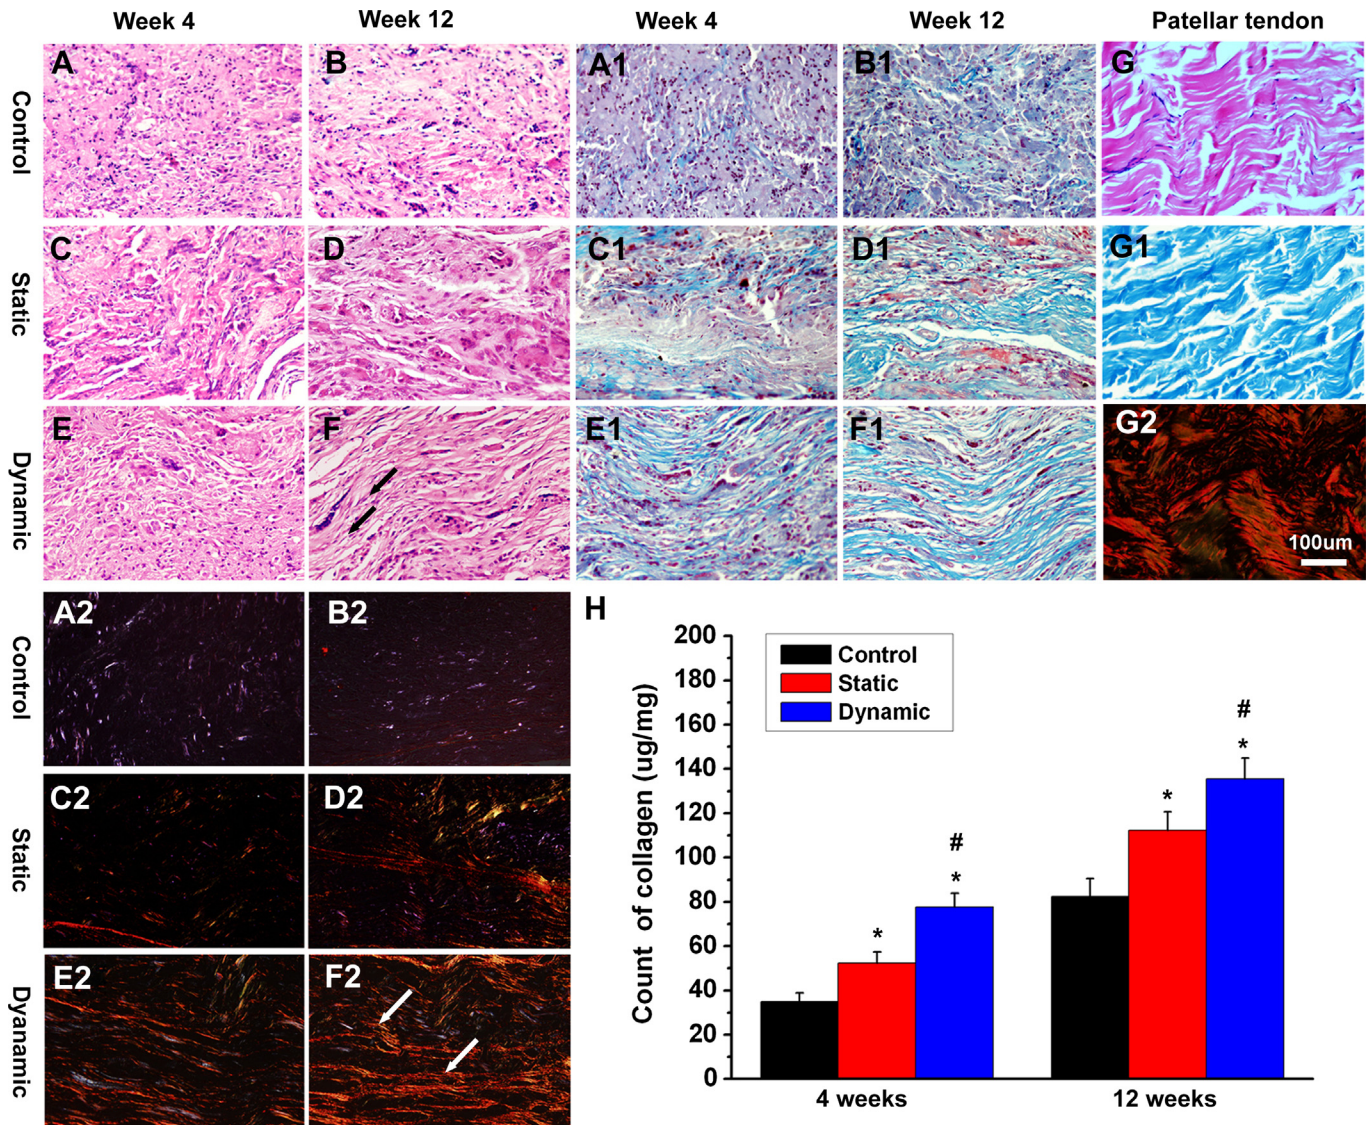 Week 4
Week 12
Week 4
Week 12
Patellar tendon
Control
A
B
A1
B1
G
Static
C
D
C1
D1
G1
Dynamic
E
F
E1
F1
G2
100um
Control
A2
B2
Static
C2
D2
Dyanamic
E2
F2
H
Count of collagen (ug/mg)
200
180
160
140
120
100
80
60
40
20
0
Control
Static
Dynamic
*
#
*
*
#
*
4 weeks
12 weeks